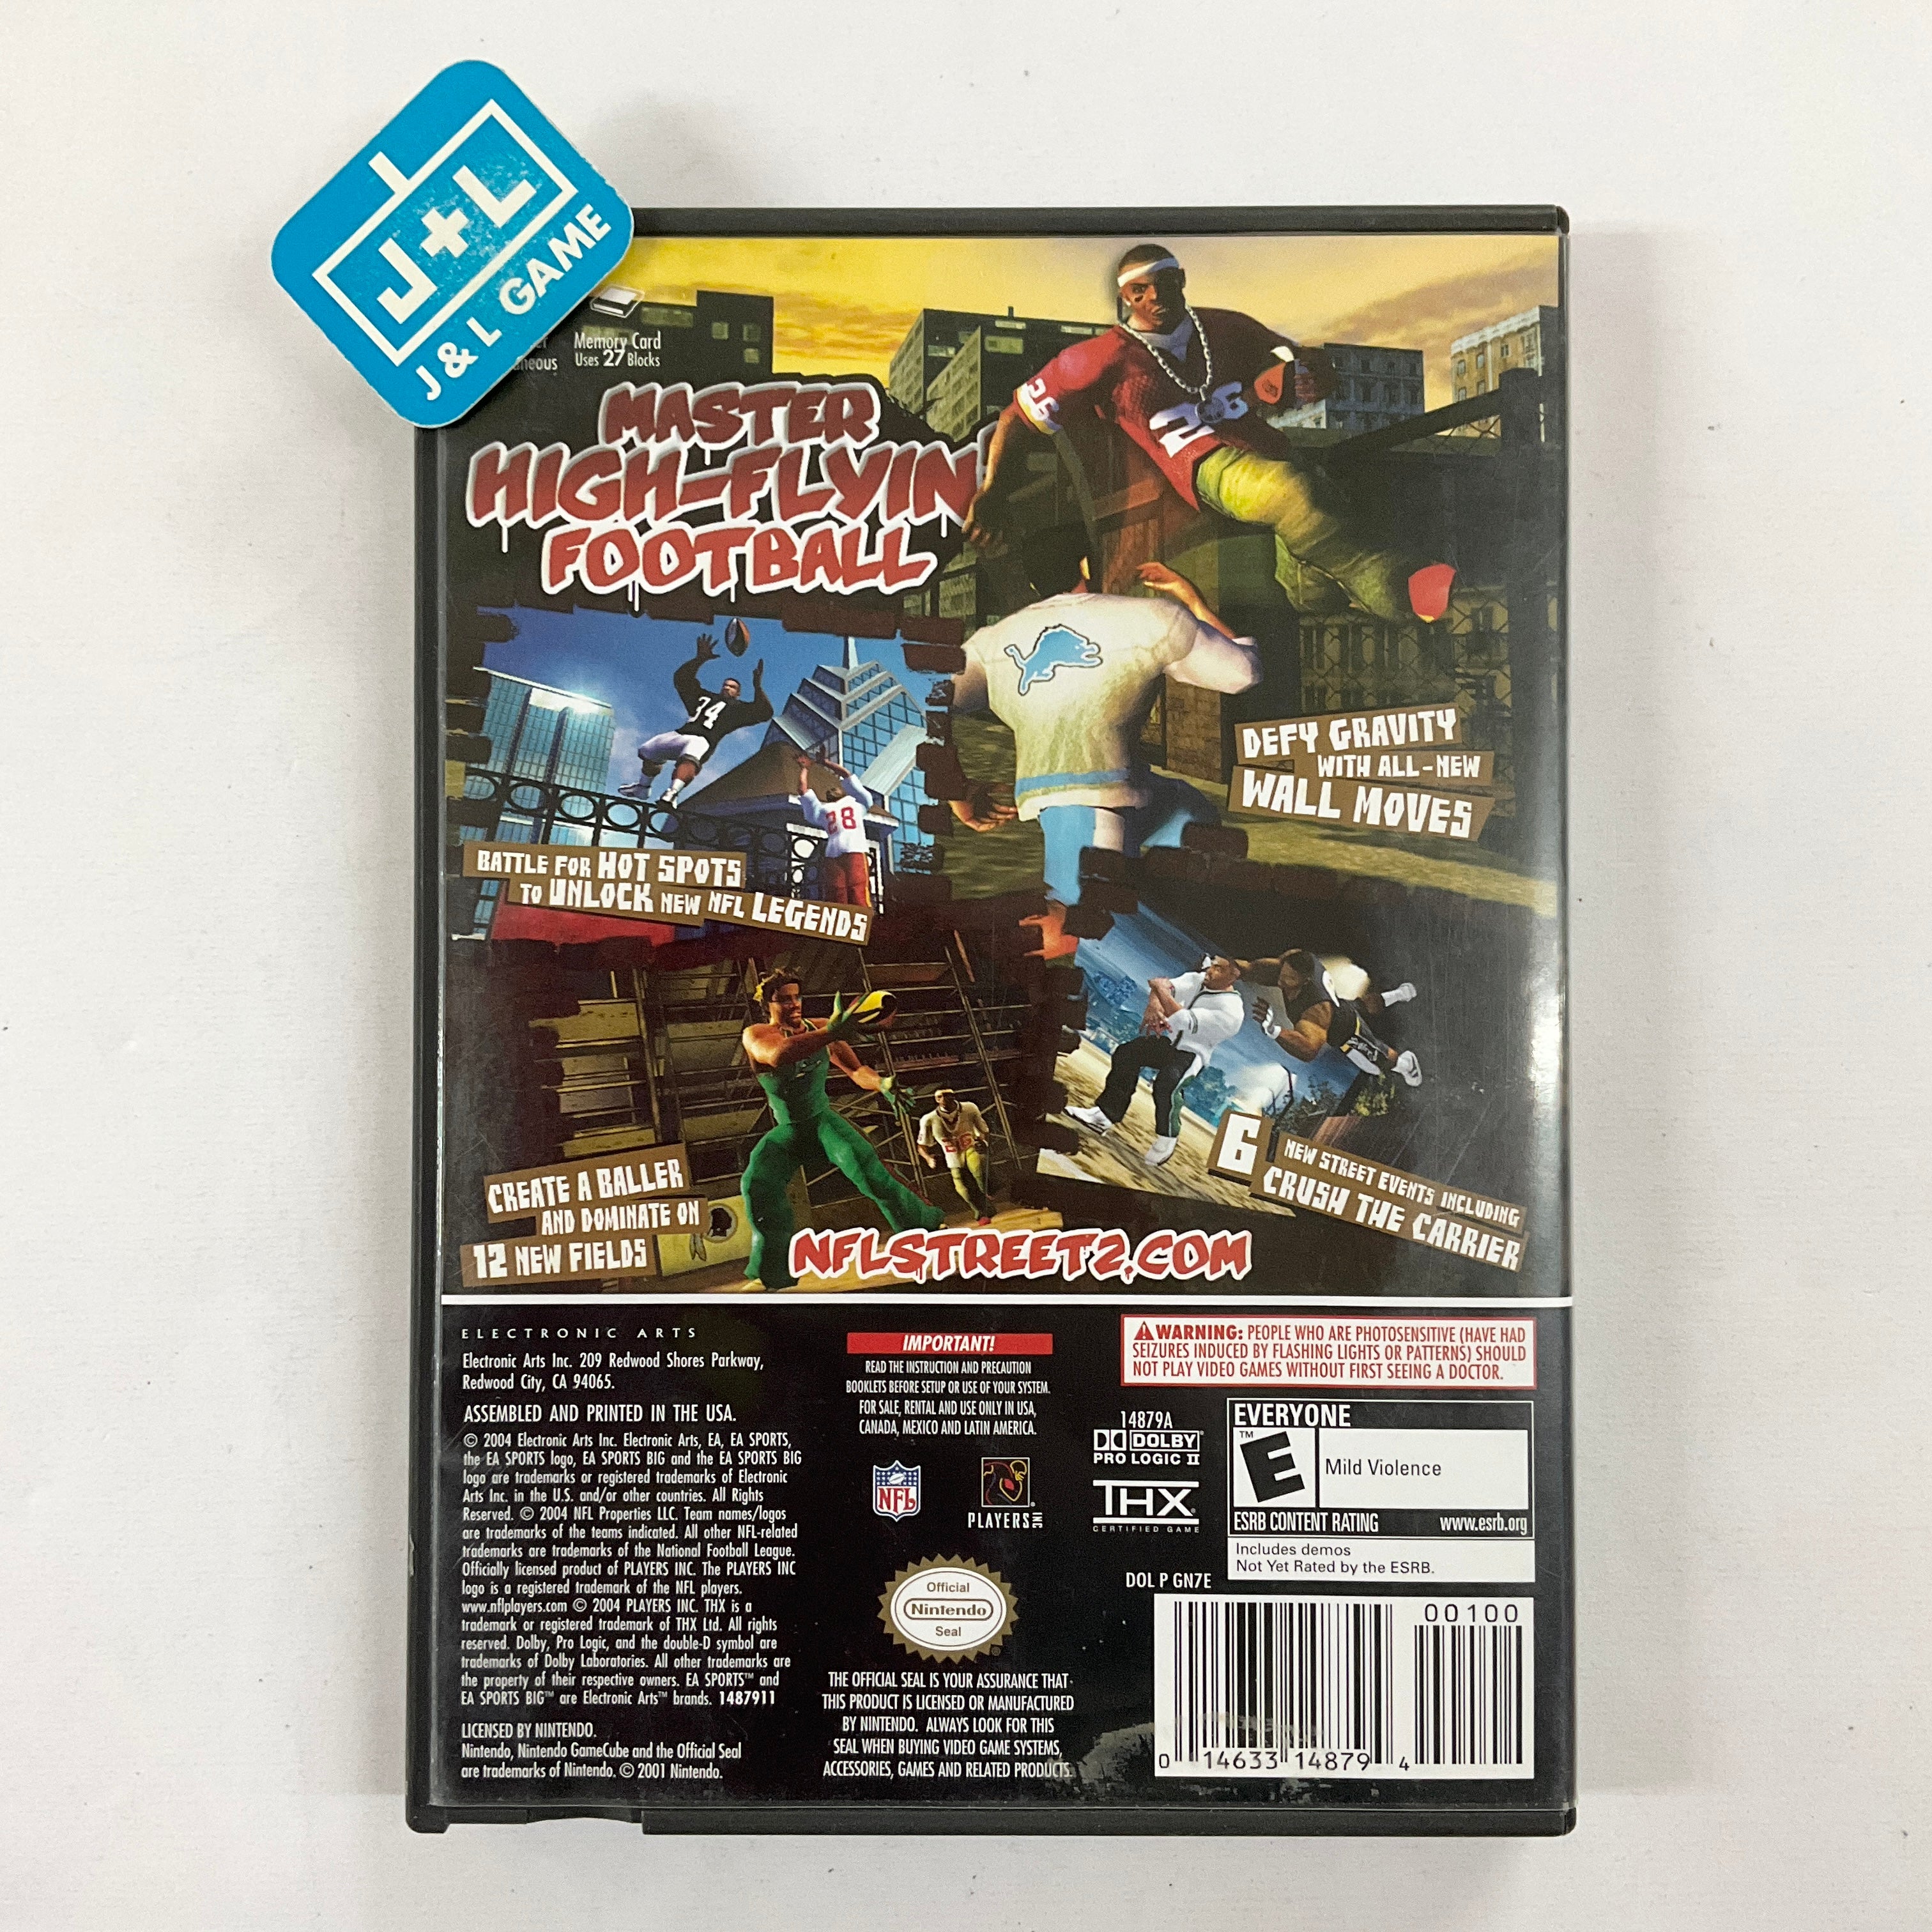 J+L
J & L GAME
Memory Card
Uses 27 Blocks
MASTER
HIGH-FLYIN'
FOOTBALL
26
26
34
28
DEFY GRAVITY
WITH ALL-NEW
WALL MOVES
BATTLE FOR HOT SPOTS
TO UNLOCK NEW NFL LEGENDS
CREATE A BALLER
AND DOMINATE ON
12 NEW FIELDS
6 NEW STREET EVENTS INCLUDING
CRUSH THE CARRIER
NFLSTREET2.COM
ELECTRONIC ARTS
Electronic Arts Inc. 209 Redwood Shores Parkway,
Redwood City, CA 94065.
ASSEMBLED AND PRINTED IN THE USA.
© 2004 Electronic Arts Inc. Electronic Arts, EA, EA SPORTS,
the EA SPORTS logo, EA SPORTS BIG and the EA SPORTS BIG
logo are trademarks or registered trademarks of Electronic
Arts Inc. in the U.S. and/or other countries. All Rights
Reserved. © 2004 NFL Properties LLC. Team names/logos
are trademarks of the teams indicated. All other NFL-related
trademarks are trademarks of the National Football League.
Officially licensed product of PLAYERS INC. The PLAYERS INC
logo is a registered trademark of the NFL players.
www.nflplayers.com © 2004 PLAYERS INC. THX is a
trademark or registered trademark of THX Ltd. All rights
reserved. Dolby, Pro Logic, and the double-D symbol are
trademarks of Dolby Laboratories. All other trademarks are
the property of their respective owners. EA SPORTS™ and
EA SPORTS BIG™ are Electronic Arts™ brands. 1487911
LICENSED BY NINTENDO.
Nintendo, Nintendo GameCube and the Official Seal
are trademarks of Nintendo. © 2001 Nintendo.
IMPORTANT!
READ THE INSTRUCTION AND PRECAUTION
BOOKLETS BEFORE SETUP OR USE OF YOUR SYSTEM.
FOR SALE, RENTAL AND USE ONLY IN USA,
CANADA, MEXICO AND LATIN AMERICA.
NFL
PLAYERS INC
Official
Nintendo
Seal
®
THE OFFICIAL SEAL IS YOUR ASSURANCE THAT
THIS PRODUCT IS LICENSED OR MANUFACTURED
BY NINTENDO. ALWAYS LOOK FOR THIS
SEAL WHEN BUYING VIDEO GAME SYSTEMS,
ACCESSORIES, GAMES AND RELATED PRODUCTS.
WARNING: PEOPLE WHO ARE PHOTOSENSITIVE (HAVE HAD
SEIZURES INDUCED BY FLASHING LIGHTS OR PATTERNS) SHOULD
NOT PLAY VIDEO GAMES WITHOUT FIRST SEEING A DOCTOR.
14879A
DOLBY
PRO LOGIC II
THX
CERTIFIED GAME
EVERYONE
E™
Mild Violence
ESRB CONTENT RATING www.esrb.org
Includes demos
Not Yet Rated by the ESRB.
DOL P GN7E
00100
0 14633 14879 4